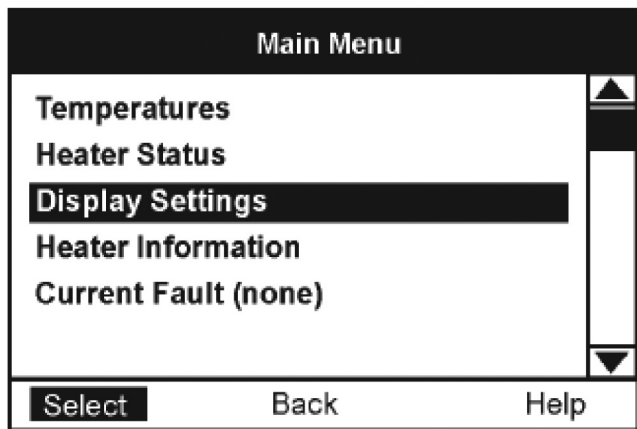 Main Menu
Temperatures
Heater Status
Display Settings
Heater Information
Current Fault (none)
Select Back Help